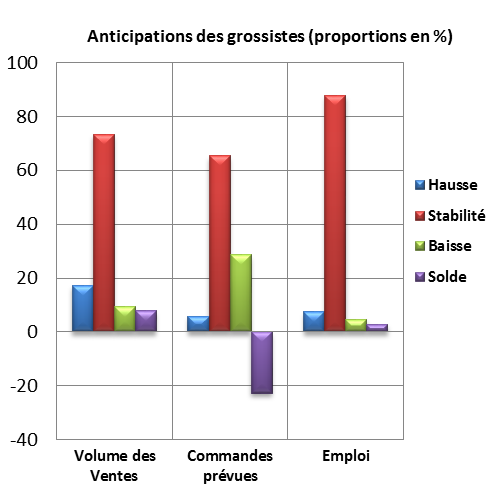 Anticipations des grossistes (proportions en %)
100
80
60
40
20
0
-20
-40
Volume des
Ventes
Commandes
prévues
Emploi
Hausse
Stabilité
Baisse
Solde